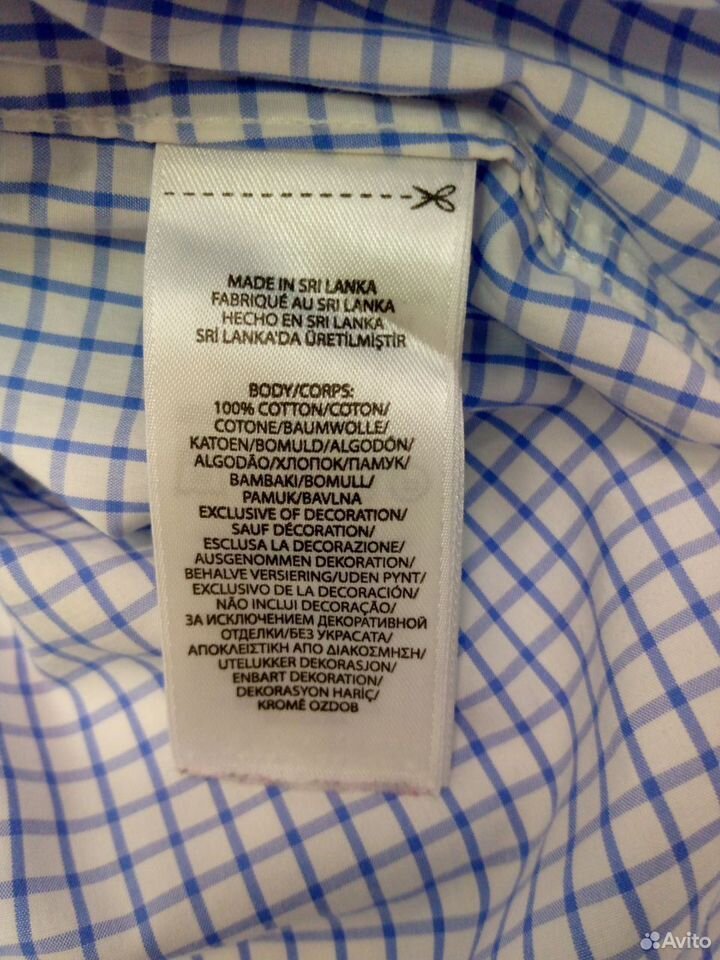 MADE IN SRI LANKA
FABRIQUÉ AU SRI LANKA
HECHO EN SRI LANKA
SRİ LANKA'DA ÜRETİLMİŞTİR
BODY/CORPS:
100% COTTON/COTON/
COTONE/BAUMWOLLE/
KATOEN/BOMULD/ALGODÓN/
ALGODÃO/ХЛОПОК/ПАМУК/
BAMBAKI/BOMULL/
PAMUK/BAVLNA
EXCLUSIVE OF DECORATION/
SAUF DÉCORATION/
ESCLUSA LA DECORAZIONE/
AUSGENOMMEN DEKORATION/
BEHALVE VERSIERING/UDEN PYNT/
EXCLUSIVO DE LA DECORACIÓN/
NÃO INCLUI DECORAÇÃO/
ЗА ИСКЛЮЧЕНИЕМ ДЕКОРАТИВНОЙ
ОТДЕЛКИ/БЕЗ УКРАСАТА/
ΑΠΟΚΛΕΙΣΤΙΚΗ ΑΠΟ ΔΙΑΚΟΣΜΗΣΗ/
UTELUKKER DEKORASJON/
ENBART DEKORATION/
DEKORASYON HARİÇ/
KROMĚ OZDOB
Avito